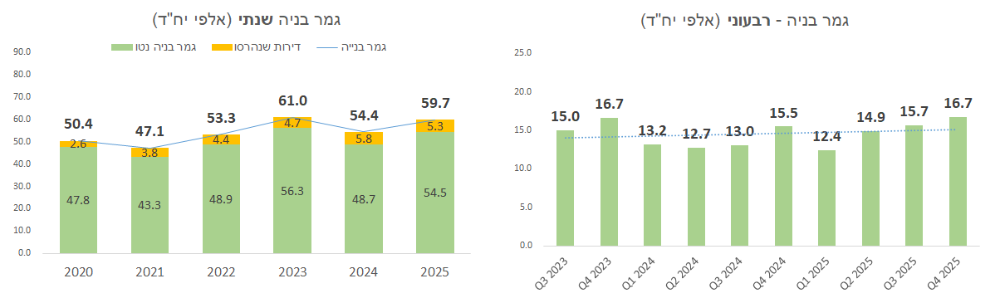 גמר בניה שנתי (אלפי יח"ד)
גמר בנייה דירות שנהרסו גמר בניה נטו
90.0
80.0
70.0
60.0
50.0
40.0
30.0
20.0
10.0
0.0
50.4 47.1 53.3 61.0 54.4 59.7
2.6 3.8 4.4 4.7 5.8 5.3
47.8 43.3 48.9 56.3 48.7 54.5
2020 2021 2022 2023 2024 2025
גמר בניה - רבעוני (אלפי יח"ד)
25.0
20.0
15.0
10.0
5.0
0.0
15.0 16.7 13.2 12.7 13.0 15.5 12.4 14.9 15.7 16.7
Q3 2023 Q4 2023 Q1 2024 Q2 2024 Q3 2024 Q4 2024 Q1 2025 Q2 2025 Q3 2025 Q4 2025